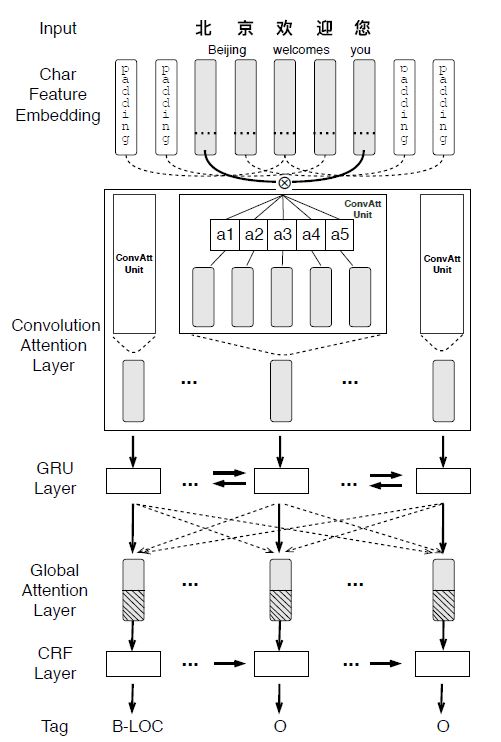 Input
北 京 欢 迎 您
Beijing welcomes you
Char
Feature
Embedding
padding
padding
.....
.....
.....
.....
.....
padding
padding
ConvAtt
Unit
ConvAtt
Unit
a1 a2 a3 a4 a5
ConvAtt
Unit
Convolution
Attention
Layer
... ...
GRU
Layer
... ...
Global
Attention
Layer
... ...
CRF
Layer
... ...
Tag B-LOC O O